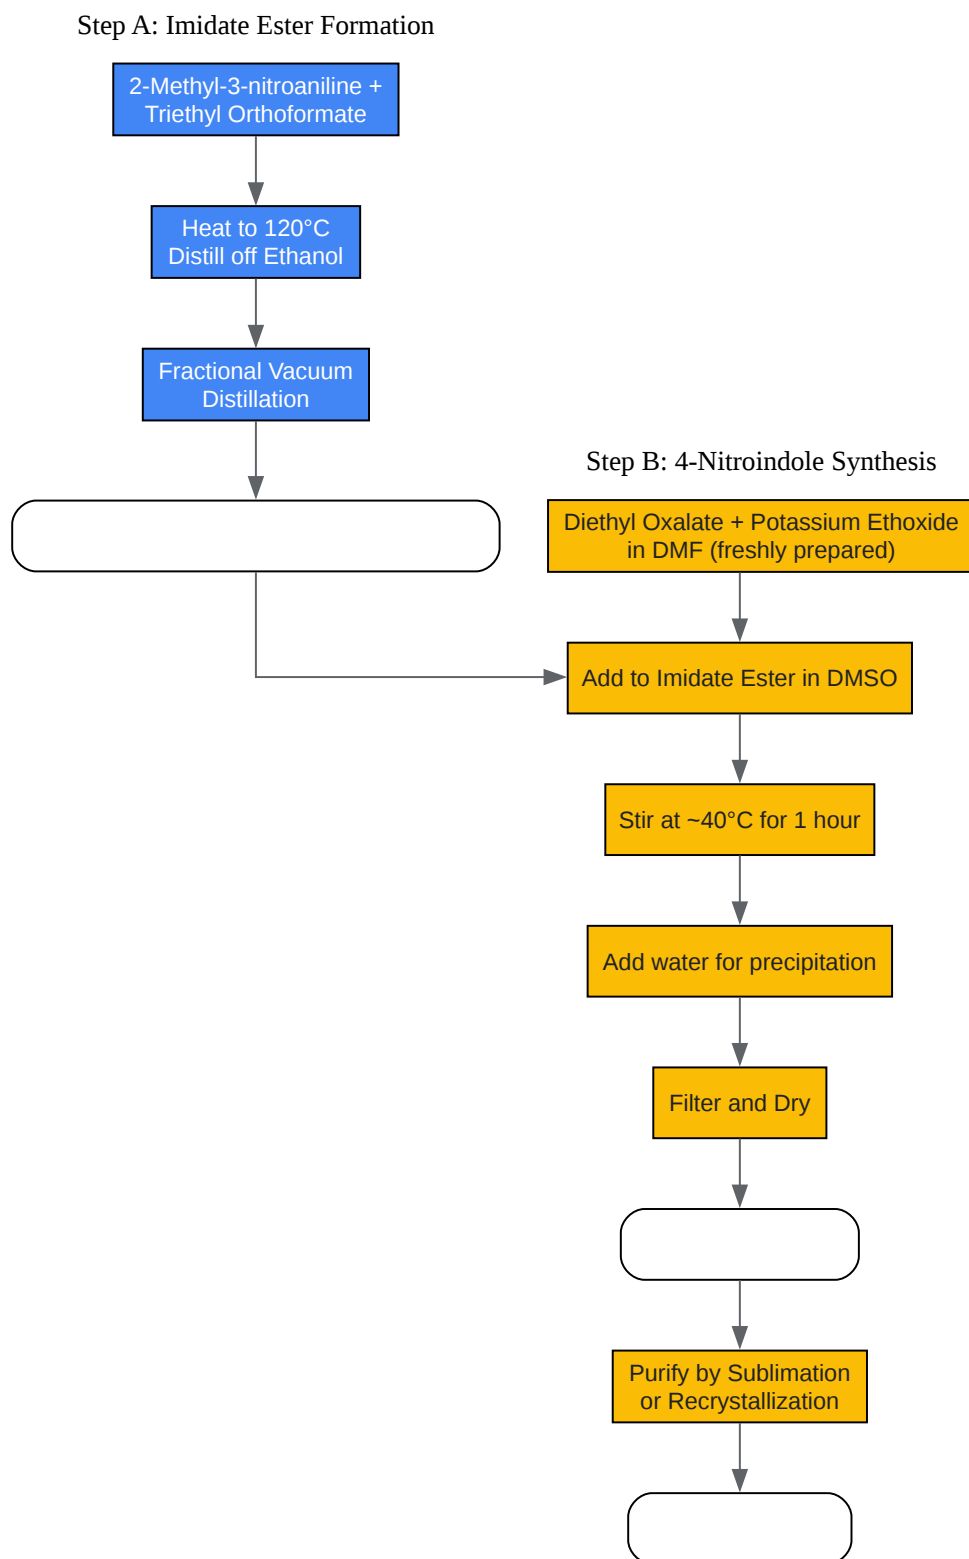 Step A: Imidate Ester Formation
2-Methyl-3-nitroaniline +
Triethyl Orthoformate
Heat to 120°C
Distill off Ethanol
Fractional Vacuum
Distillation
Step B: 4-Nitroindole Synthesis
Diethyl Oxalate + Potassium Ethoxide
in DMF (freshly prepared)
Add to Imidate Ester in DMSO
Stir at ~40°C for 1 hour
Add water for precipitation
Filter and Dry
Purify by Sublimation
or Recrystallization